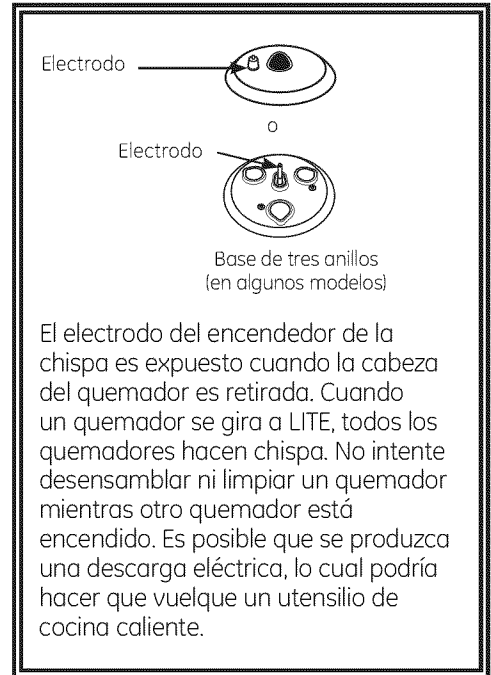 Electrodo
o
Electrodo
Base de tres anillos
(en algunos modelos)
El electrodo del encendedor de la
chispa es expuesto cuando la cabeza
del quemador es retirada. Cuando
un quemador se gira a LITE, todos los
quemadores hacen chispa. No intente
desensamblar ni limpiar un quemador
mientras otro quemador está
encendido. Es posible que se produzca
una descarga eléctrica, lo cual podría
hacer que vuelque un utensilio de
cocina caliente.